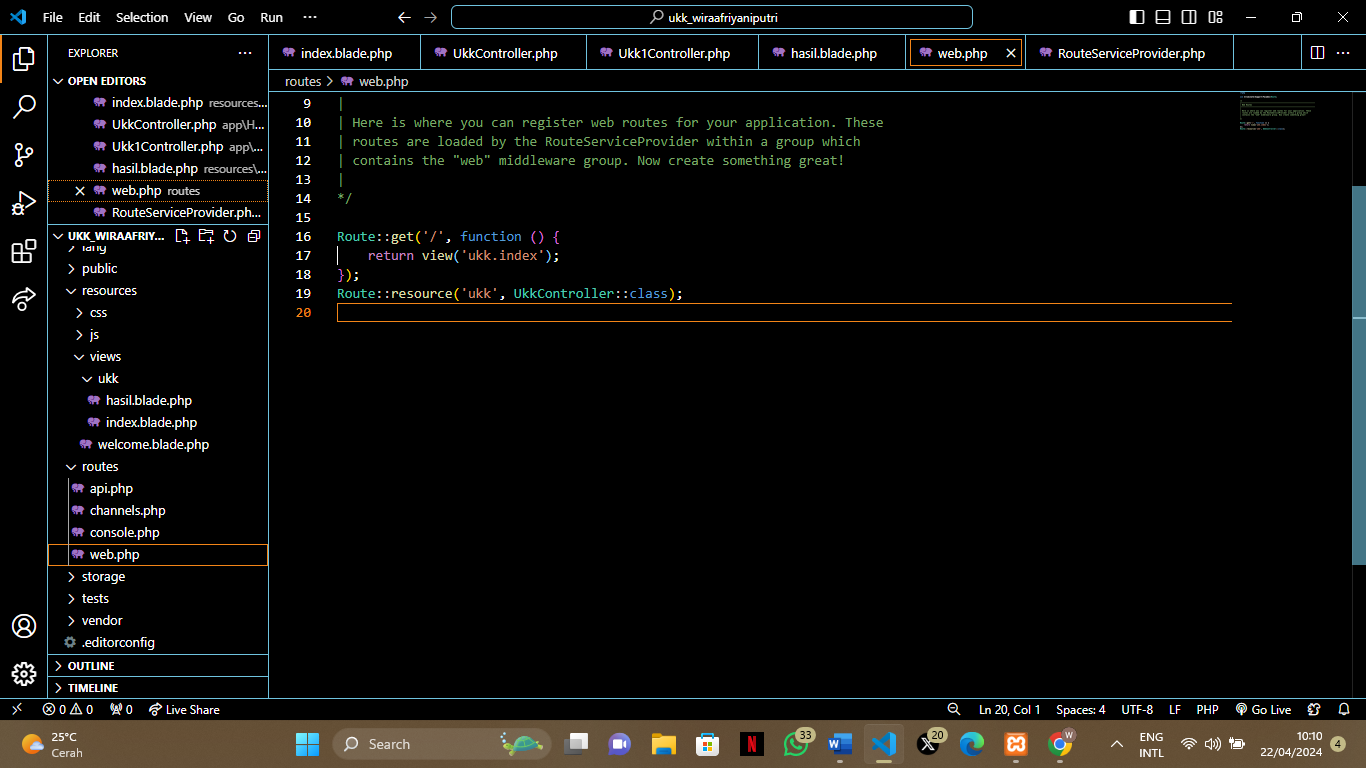 File Edit Selection View Go Run ··· ukk_wiraafriyaniputri
EXPLORER ···
OPEN EDITORS
index.blade.php resources...
UkkController.php app\H...
Ukk1Controller.php app\...
hasil.blade.php resources\...
web.php routes
RouteServiceProvider.ph...
UKK_WIRAAFRIY...
lang
public
resources
css
js
views
ukk
hasil.blade.php
index.blade.php
welcome.blade.php
routes
api.php
channels.php
console.php
web.php
storage
tests
vendor
.editorconfig
OUTLINE
TIMELINE
index.blade.php UkkController.php Ukk1Controller.php hasil.blade.php web.php RouteServiceProvider.php ···
routes > web.php
9 |
10 | Here is where you can register web routes for your application. These
11 | routes are loaded by the RouteServiceProvider within a group which
12 | contains the "web" middleware group. Now create something great!
13 |
14 */
15
16 Route::get('/', function () {
17 return view('ukk.index');
18 });
19 Route::resource('ukk', UkkController::class);
20
0 0 0 Live Share Ln 20, Col 1 Spaces: 4 UTF-8 LF PHP Go Live
25°C
Cerah
Search
33
20
W
ENG
INTL
10:10
22/04/2024
4